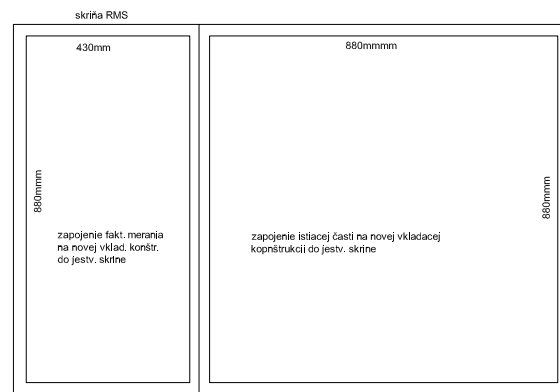 skriňa RMS
430mm
880mmmm
880mmm
880mmm
zapojenie fakt. merania
na novej vklad. konštr.
do jestv. skrine
zapojenie istiacej časti na novej vkladacej
kopnštrukcii do jestv. skrine